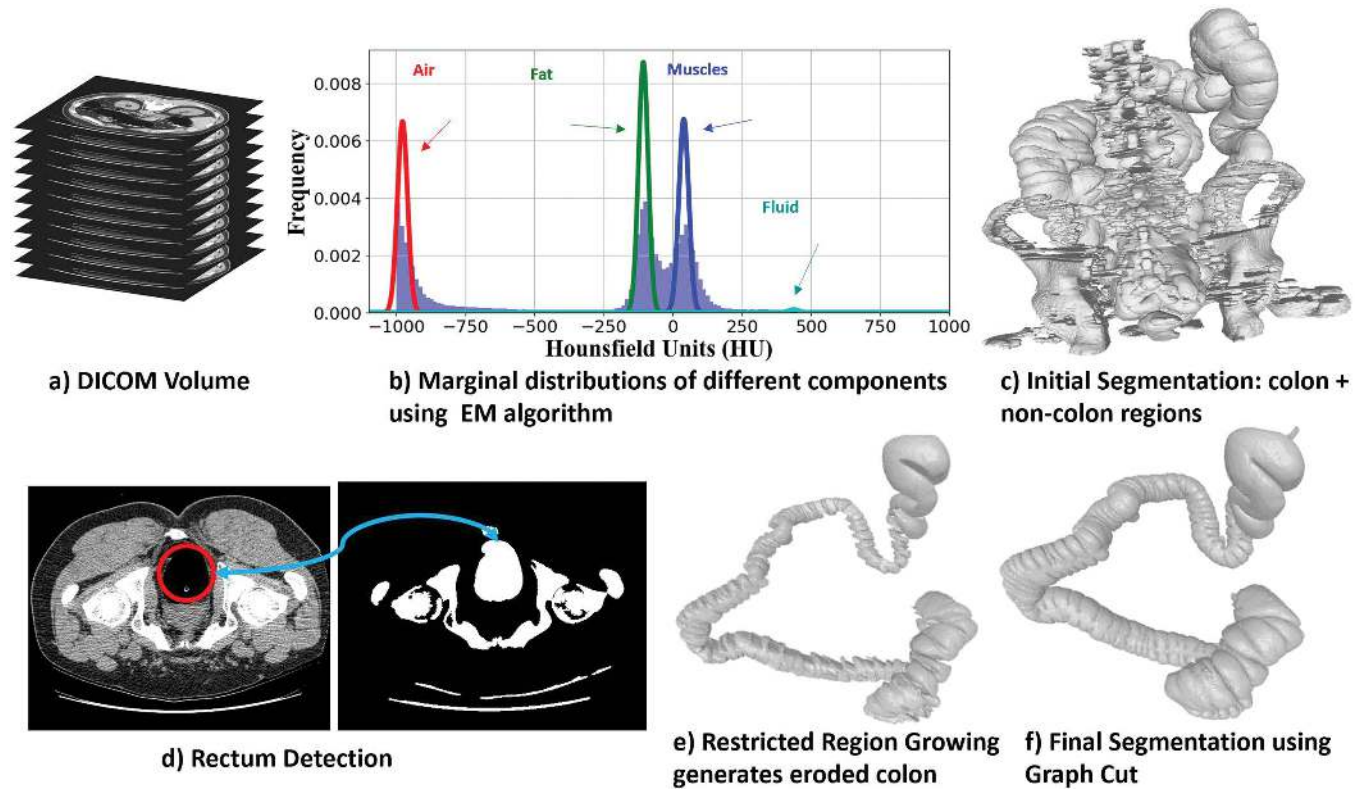 Air
Fat
Muscles
Fluid
Frequency
0.008
0.006
0.004
0.002
0.000
−1000 −750 −500 −250 0 250 500 750 1000
Hounsfield Units (HU)
a) DICOM Volume
b) Marginal distributions of different components
using EM algorithm
c) Initial Segmentation: colon +
non-colon regions
d) Rectum Detection
e) Restricted Region Growing
generates eroded colon
f) Final Segmentation using
Graph Cut